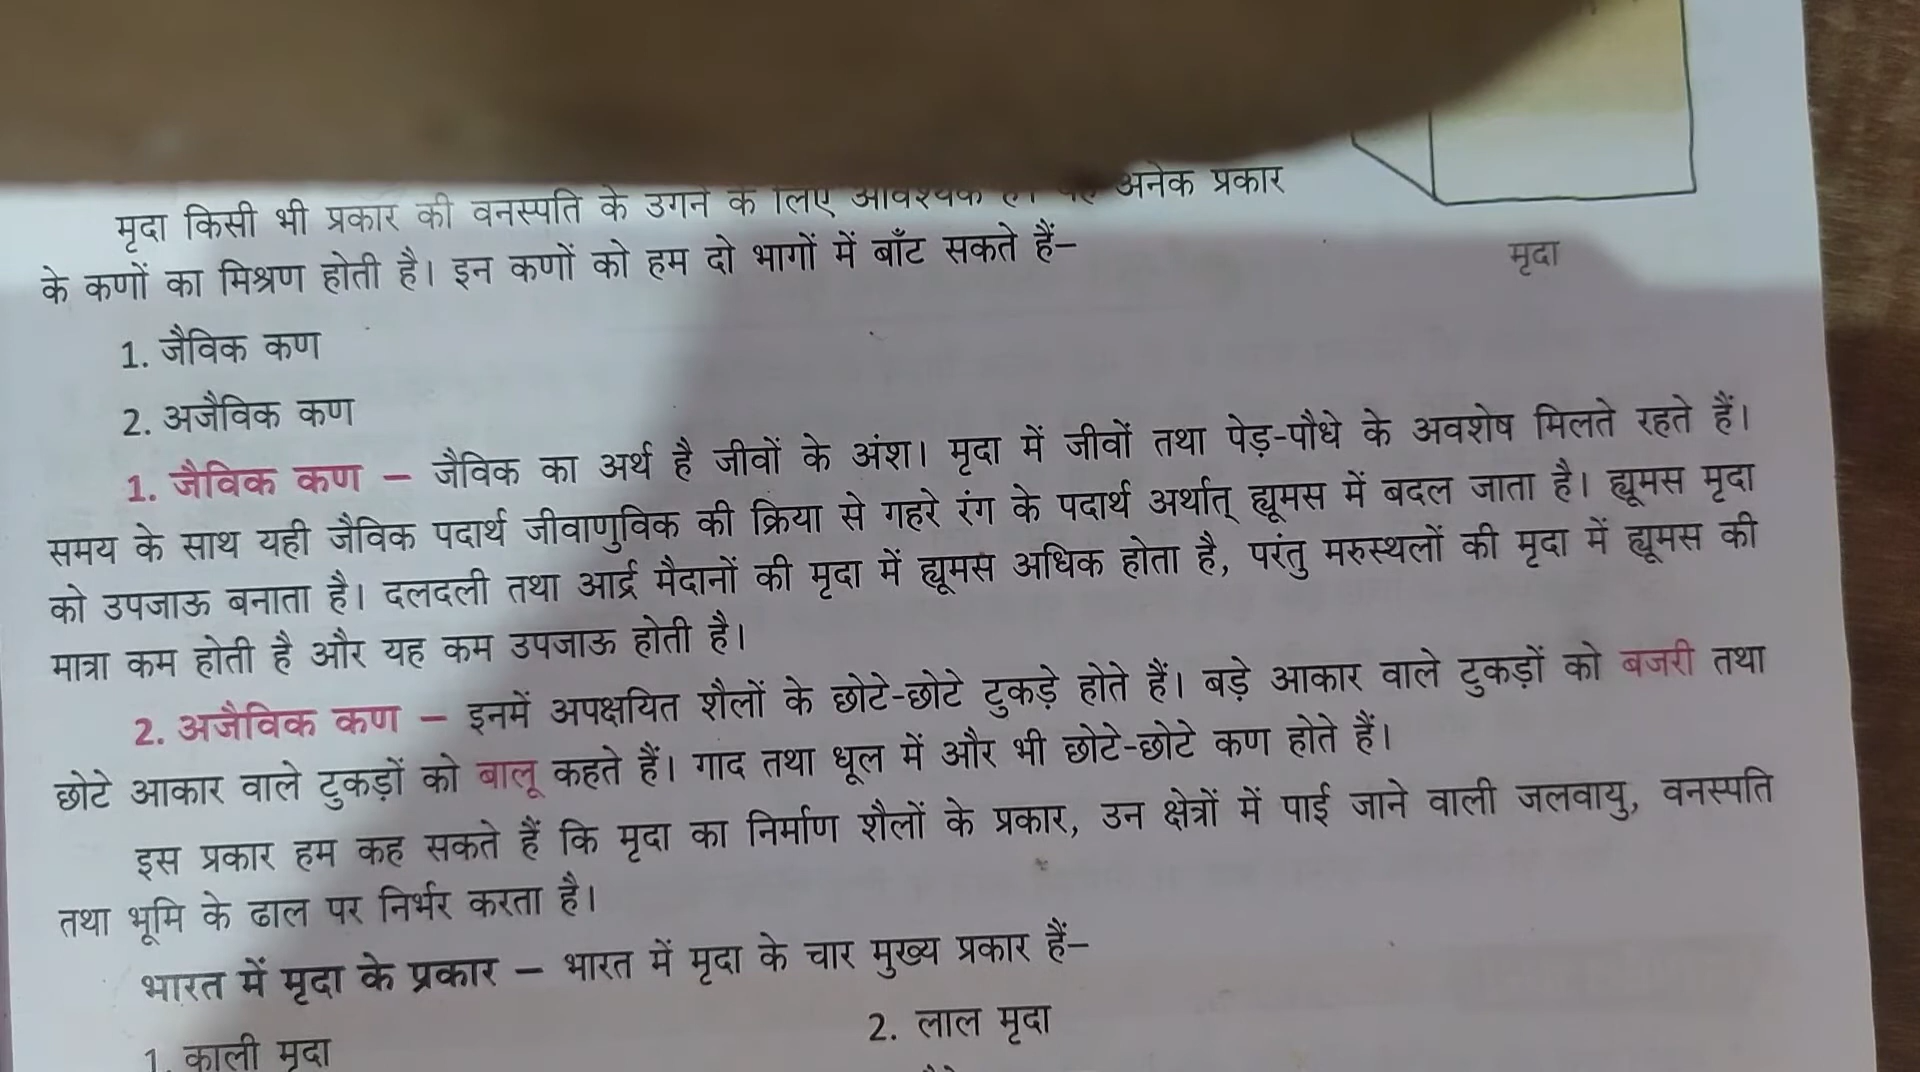 मृदा किसी भी प्रकार की वनस्पति के उगने के लिए आवश्यक अनेक प्रकार
के कणों का मिश्रण होती है। इन कणों को हम दो भागों में बाँट सकते हैं–
मृदा
1. जैविक कण
2. अजैविक कण
1. जैविक कण – जैविक का अर्थ है जीवों के अंश। मृदा में जीवों तथा पेड़-पौधे के अवशेष मिलते रहते हैं।
समय के साथ यही जैविक पदार्थ जीवाणुविक की क्रिया से गहरे रंग के पदार्थ अर्थात् ह्यूमस में बदल जाता है। ह्यूमस मृदा
को उपजाऊ बनाता है। दलदली तथा आर्द्र मैदानों की मृदा में ह्यूमस अधिक होता है, परंतु मरुस्थलों की मृदा में ह्यूमस की
मात्रा कम होती है और यह कम उपजाऊ होती है।
2. अजैविक कण – इनमें अपक्षयित शैलों के छोटे-छोटे टुकड़े होते हैं। बड़े आकार वाले टुकड़ों को बजरी तथा
छोटे आकार वाले टुकड़ों को बालू कहते हैं। गाद तथा धूल में और भी छोटे-छोटे कण होते हैं।
इस प्रकार हम कह सकते हैं कि मृदा का निर्माण शैलों के प्रकार, उन क्षेत्रों में पाई जाने वाली जलवायु, वनस्पति
तथा भूमि के ढाल पर निर्भर करता है।
भारत में मृदा के प्रकार – भारत में मृदा के चार मुख्य प्रकार हैं–
1. काली मृदा
2. लाल मृदा